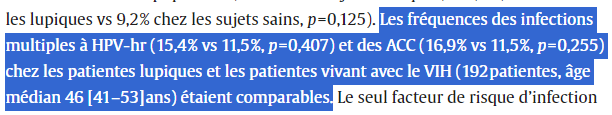 les lupiques vs 9,2% chez les sujets sains, p=0,125). Les fréquences des infections
multiples à HPV-hr (15,4% vs 11,5%, p=0,407) et des ACC (16,9% vs 11,5%, p=0,255)
chez les patientes lupiques et les patientes vivant avec le VIH (192 patientes, âge
médian 46 [41–53] ans) étaient comparables. Le seul facteur de risque d’infection